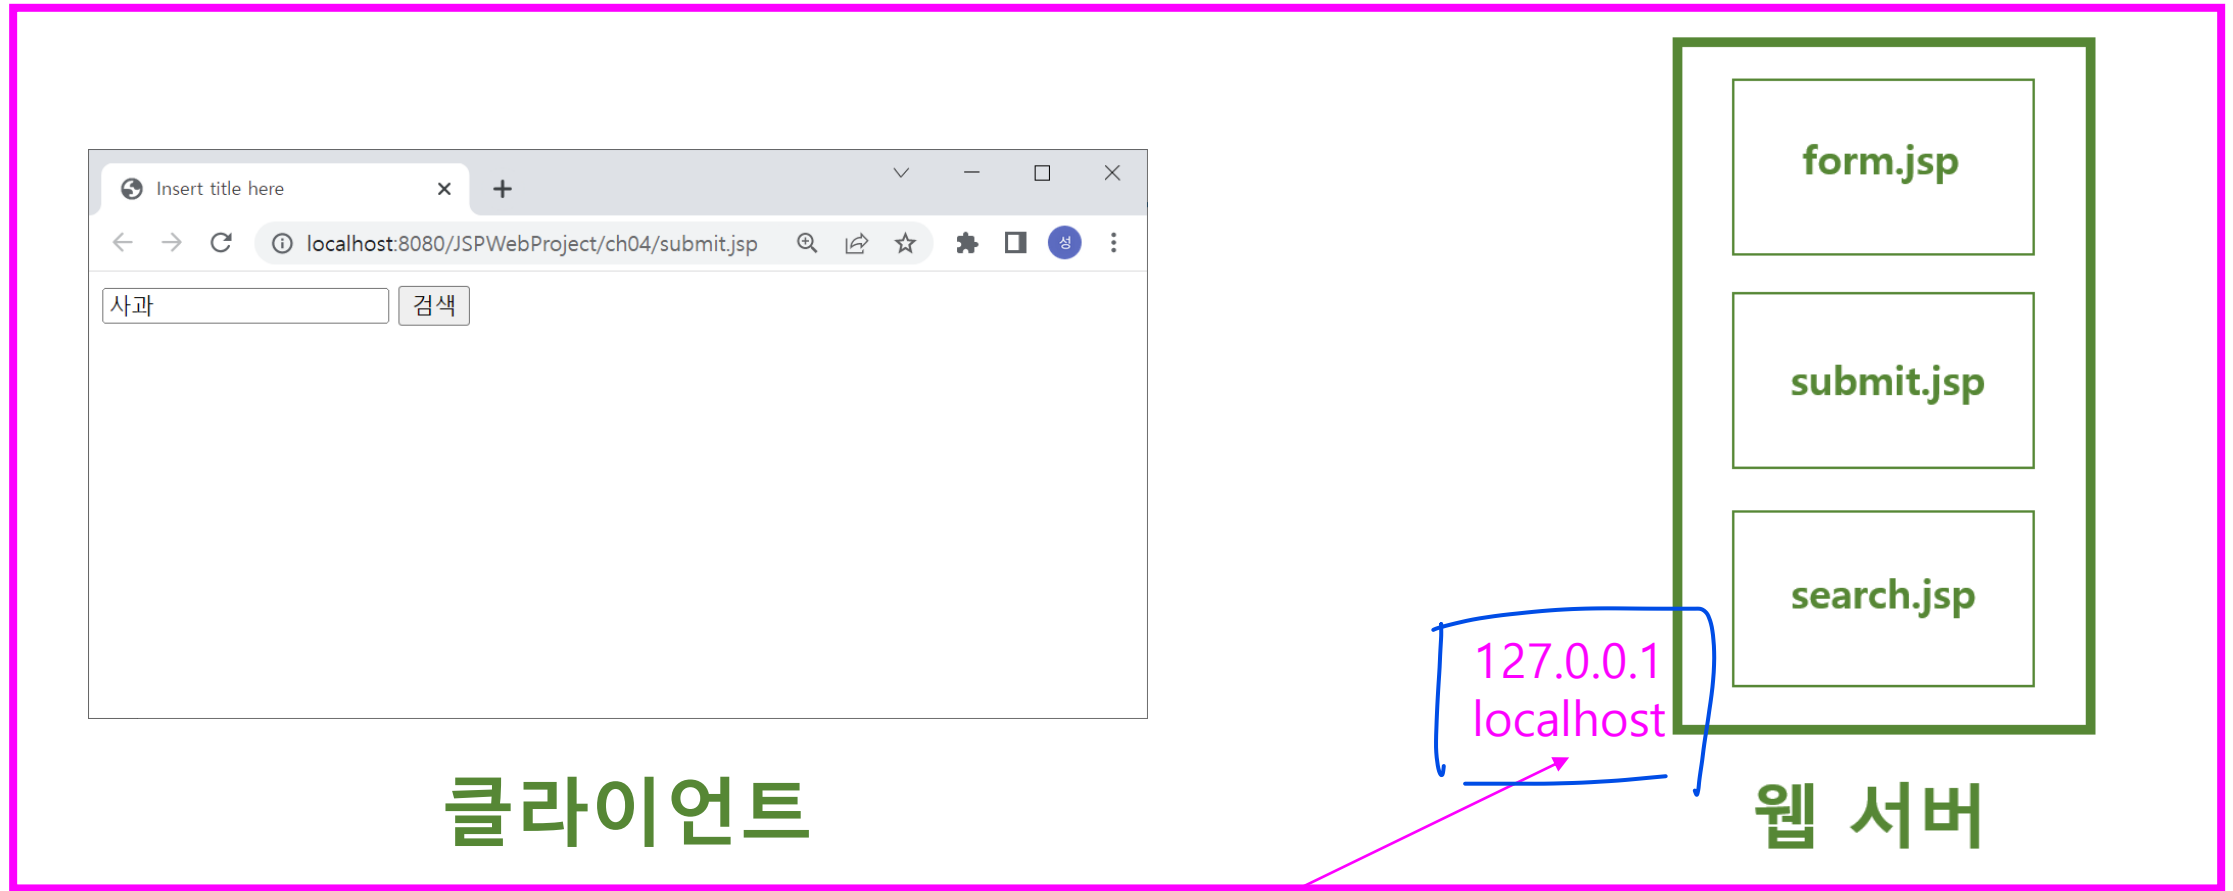 Insert title here
localhost:8080/JSPWebProject/ch04/submit.jsp
성
사과
검색
클라이언트
form.jsp
submit.jsp
search.jsp
127.0.0.1
localhost
웹 서버